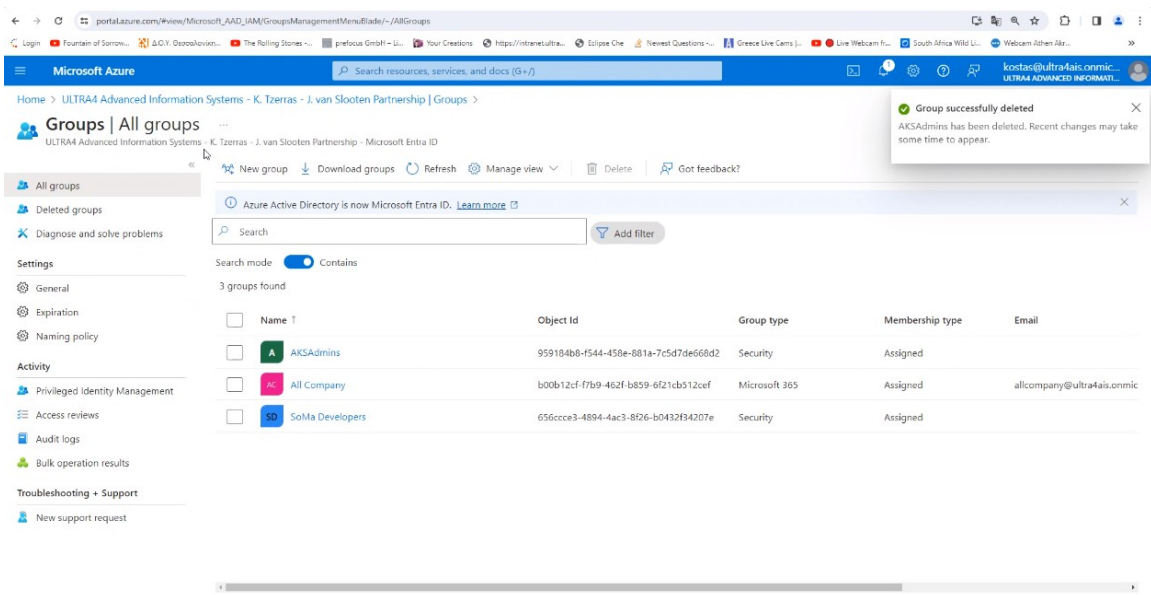 portal.azure.com/#view/Microsoft_AAD_IAM/GroupsManagementMenuBlade/~/AllGroups
Login Fountain of Sorrow... The Rolling Stones -... prefocus GmbH – Li... Your Creations https://intranet.ultra... Eclipse Che Newest Questions -... Greece Live Cams |... Live Webcam fr... South Africa Wild Li... Webcam Athen Akr... »
Microsoft Azure
Search resources, services, and docs (G+/)
1
kostas@ultra4ais.onmic...
ULTRA4 ADVANCED INFORMATI...
Home > ULTRA4 Advanced Information Systems - K. Tzerras - J. van Slooten Partnership | Groups >
Groups | All groups ...
ULTRA4 Advanced Information Systems - K. Tzerras - J. van Slooten Partnership - Microsoft Entra ID
Group successfully deleted
AKSAdmins has been deleted. Recent changes may take
some time to appear.
«
All groups
Deleted groups
Diagnose and solve problems
Settings
General
Expiration
Naming policy
Activity
Privileged Identity Management
Access reviews
Audit logs
Bulk operation results
Troubleshooting + Support
New support request
New group Download groups Refresh Manage view Delete Got feedback?
Azure Active Directory is now Microsoft Entra ID. Learn more
Search
Add filter
Search mode Contains
3 groups found
Name ↑ Object Id Group type Membership type Email
A AKSAdmins 959184b8-f544-458e-881a-7c5d7de668d2 Security Assigned
AC All Company b00b12cf-f7b9-462f-b859-6f21cb512cef Microsoft 365 Assigned allcompany@ultra4ais.onmic
SD SoMa Developers 656ccce3-4894-4ac3-8f26-b0432f34207e Security Assigned